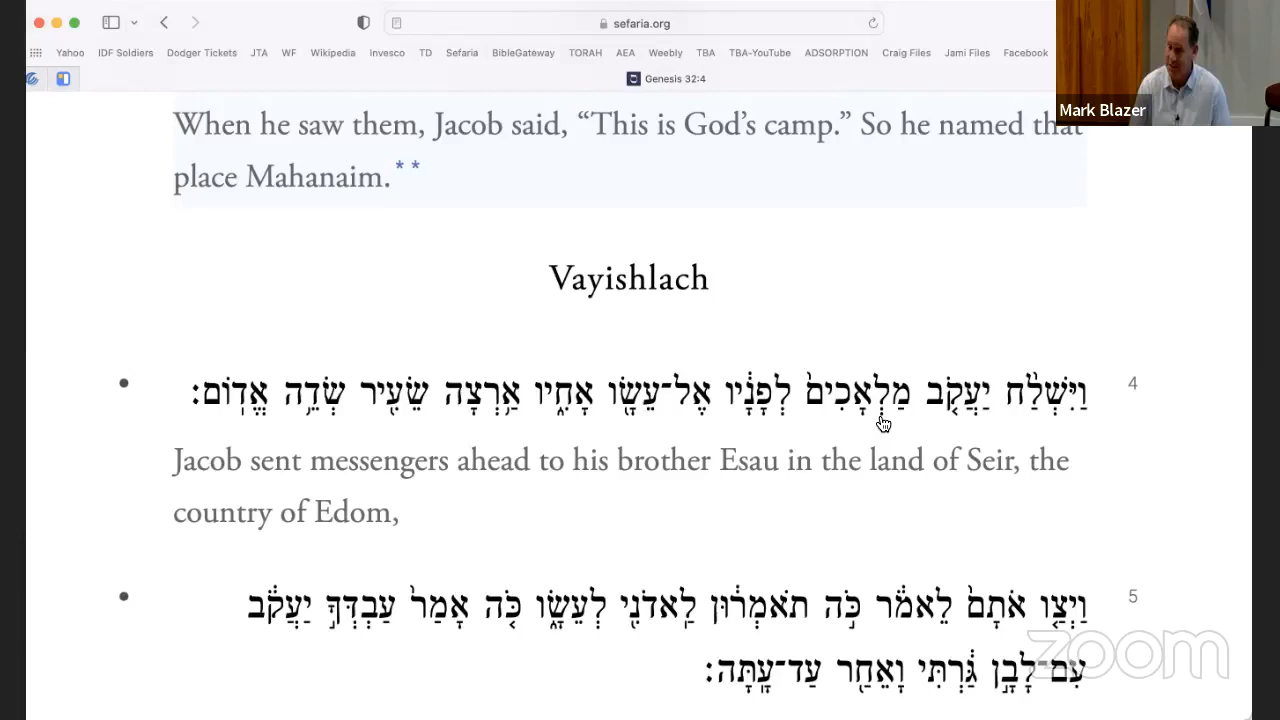 sefaria.org
Yahoo IDF Soldiers Dodger Tickets JTA WF Wikipedia Invesco TD Sefaria BibleGateway TORAH AEA Weebly TBA TBA-YouTube ADSORPTION Craig Files Jami Files Facebook
Genesis 32:4
Mark Blazer
When he saw them, Jacob said, “This is God’s camp.” So he named that
place Mahanaim.* *
Vayishlach
4 וַיִּשְׁלַ֨ח יַעֲקֹ֤ב מַלְאָכִים֙ לְפָנָ֔יו אֶל־עֵשָׂ֖ו אָחִ֑יו אַ֥רְצָה שֵׂעִ֖יר שְׂדֵ֥ה אֱדֽוֹם׃
Jacob sent messengers ahead to his brother Esau in the land of Seir, the
country of Edom,
5 וַיְצַ֤ו אֹתָם֙ לֵאמֹ֔ר כֹּ֣ה תֹאמְר֔וּן לַֽאדֹנִ֖י לְעֵשָׂ֑ו כֹּ֤ה אָמַר֙ עַבְדְּךָ֣ יַעֲקֹ֔ב
עִם־לָבָ֣ן גַּ֔רְתִּי וָאֵחַ֖ר עַד־עָֽתָּה׃
zoom